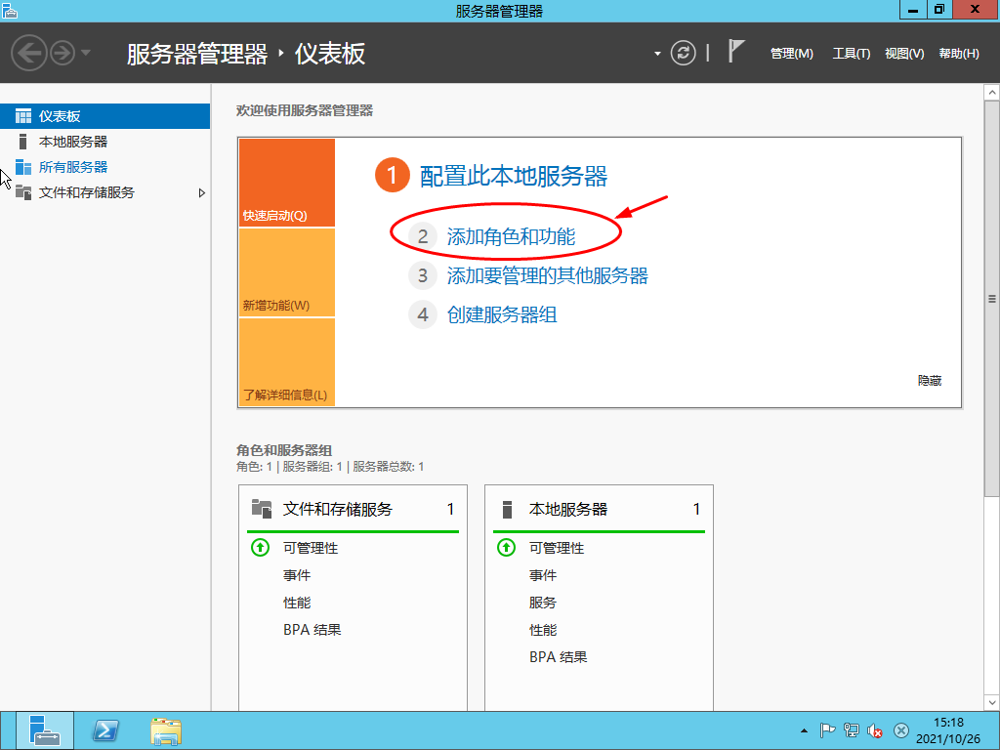 服务器管理器
服务器管理器 ‣ 仪表板
管理(M) 工具(T) 视图(V) 帮助(H)
仪表板
本地服务器
所有服务器
文件和存储服务
欢迎使用服务器管理器
快速启动(Q)
新增功能(W)
了解详细信息(L)
1 配置此本地服务器
2 添加角色和功能
3 添加要管理的其他服务器
4 创建服务器组
隐藏
角色和服务器组
角色: 1 | 服务器组: 1 | 服务器总数: 1
文件和存储服务 1
可管理性
事件
性能
BPA 结果
本地服务器 1
可管理性
事件
服务
性能
BPA 结果
15:18
2021/10/26